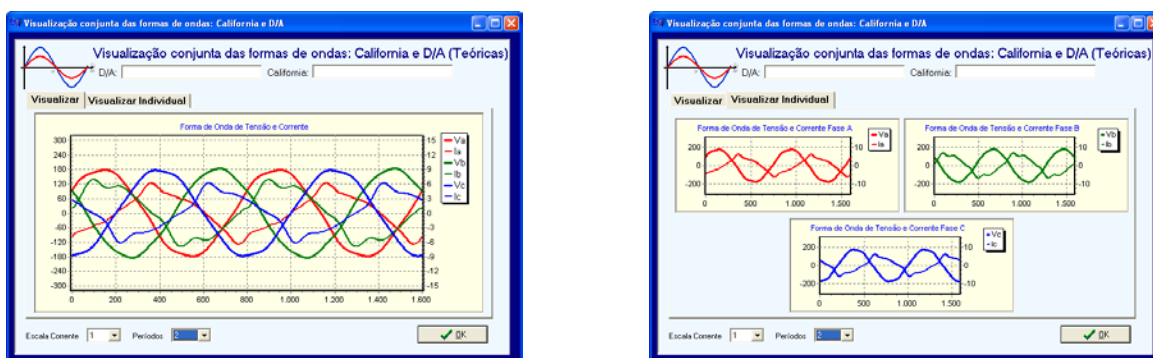 Visualização conjunta das formas de ondas: California e D/A
Visualização conjunta das formas de ondas: California e D/A (Teóricas)
D/A: California:
Visualizar Visualizar Individual
Forma de Onda de Tensão e Corrente
300 15
240 12
180 9
120 6
60 3
0 0
-60 -3
-120 -6
-180 -9
-240 -12
-300 -15
0 200 400 600 800 1.000 1.200 1.400 1.600
Va
Ia
Vb
Ib
Vc
Ic
Escala Corrente 1 Períodos 2 OK
Visualização conjunta das formas de ondas: California e D/A
Visualização conjunta das formas de ondas: California e D/A (Teóricas)
D/A: California:
Visualizar Visualizar Individual
Forma de Onda de Tensão e Corrente Fase A
200 10
0 0
-200 -10
0 500 1.000 1.500
Va
Ia
Forma de Onda de Tensão e Corrente Fase B
200 10
0 0
-200 -10
0 500 1.000 1.500
Vb
Ib
Forma de Onda de Tensão e Corrente Fase C
200 10
0 0
-200 -10
0 500 1.000 1.500
Vc
Ic
Escala Corrente 1 Períodos 2 OK